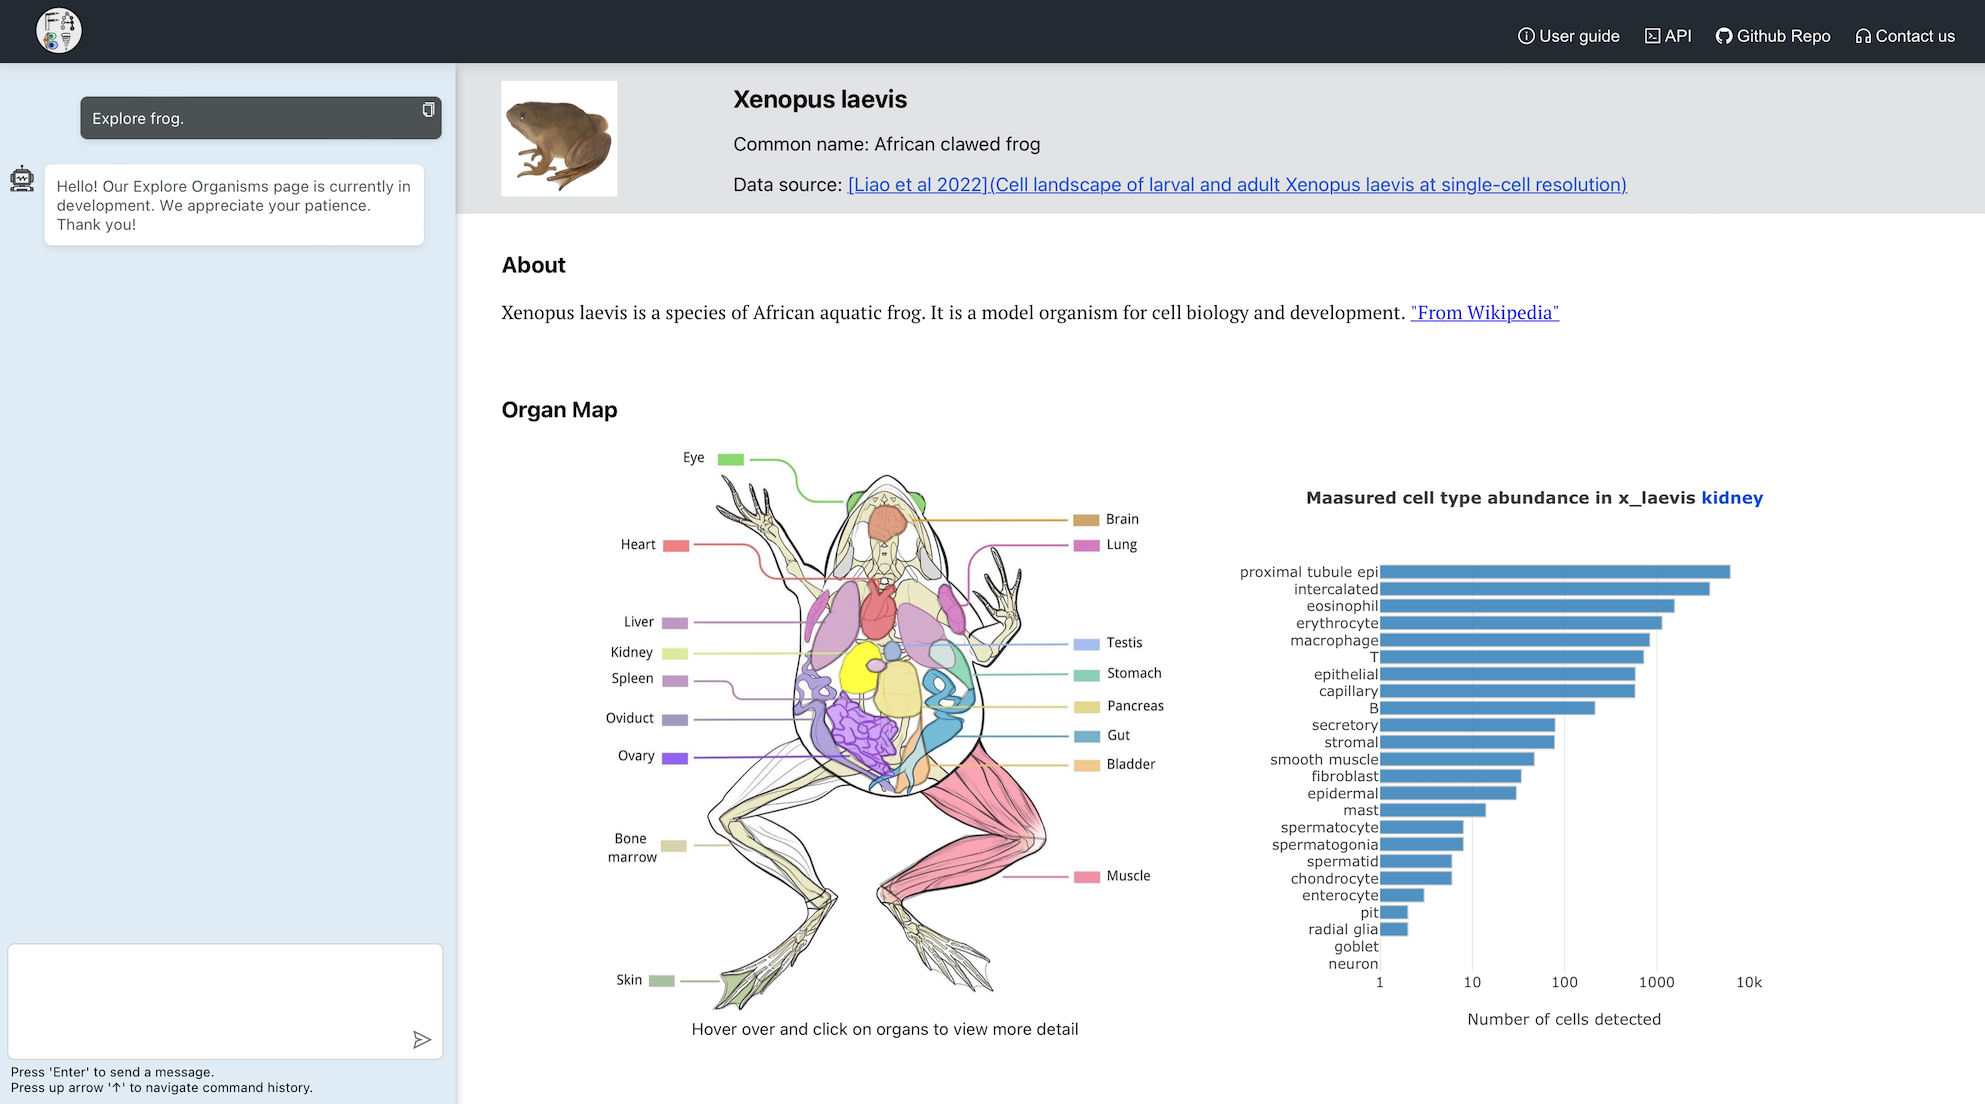 User guide
API
Github Repo
Contact us
Explore frog.
Hello! Our Explore Organisms page is currently in
development. We appreciate your patience.
Thank you!
Press 'Enter' to send a message.
Press up arrow '↑' to navigate command history.
Xenopus laevis
Common name: African clawed frog
Data source: [Liao et al 2022](Cell landscape of larval and adult Xenopus laevis at single-cell resolution)
About
Xenopus laevis is a species of African aquatic frog. It is a model organism for cell biology and development. "From Wikipedia"
Organ Map
Eye
Heart
Liver
Kidney
Spleen
Oviduct
Ovary
Bone
marrow
Skin
Brain
Lung
Testis
Stomach
Pancreas
Gut
Bladder
Muscle
Hover over and click on organs to view more detail
Maasured cell type abundance in x_laevis kidney
proximal tubule epi
intercalated
eosinophil
erythrocyte
macrophage
T
epithelial
capillary
B
secretory
stromal
smooth muscle
fibroblast
epidermal
mast
spermatocyte
spermatogonia
spermatid
chondrocyte
enterocyte
pit
radial glia
goblet
neuron
1 10 100 1000 10k
Number of cells detected